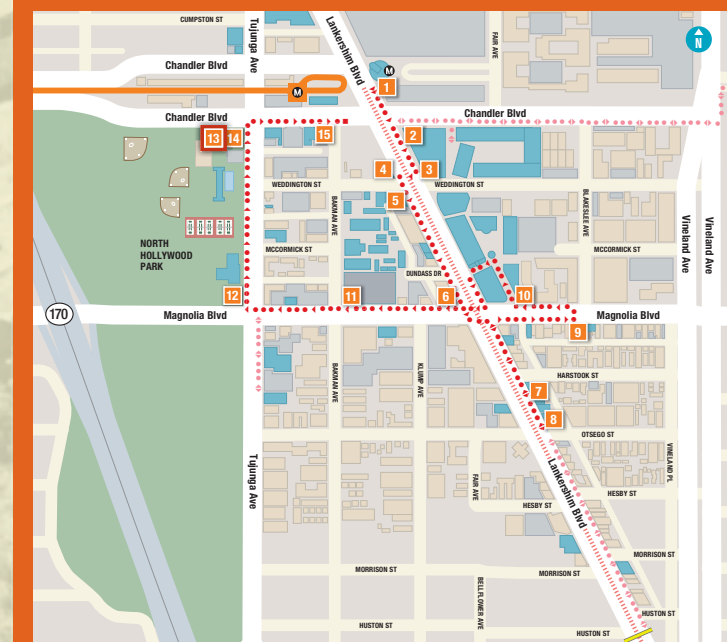 CUMPSTON ST
Tujunga Ave
Lankershim Blvd
FAIR AVE
N
Chandler Blvd
M
M
1
Chandler Blvd
Chandler Blvd
13
14
15
2
4
3
WEDDINGTON ST
WEDDINGTON ST
5
BAKMAN AVE
BLAKESLEE AVE
Vineland Ave
Vineland Ave
NORTH
HOLLYWOOD
PARK
MCCORMICK ST
MCCORMICK ST
DUNDASS DR
12
11
6
10
170
Magnolia Blvd
Magnolia Blvd
9
BAKMAN AVE
KLUMP AVE
HARSTOOK ST
7
8
OTSEGO ST
Tujunga Ave
Lankershim Blvd
FAIR AVE
VINELAND PL
HESBY ST
HESBY ST
MORRISON ST
MORRISON ST
MORRISON ST
BELLFLOWER AVE
HUSTON ST
HUSTON ST
HUSTON ST